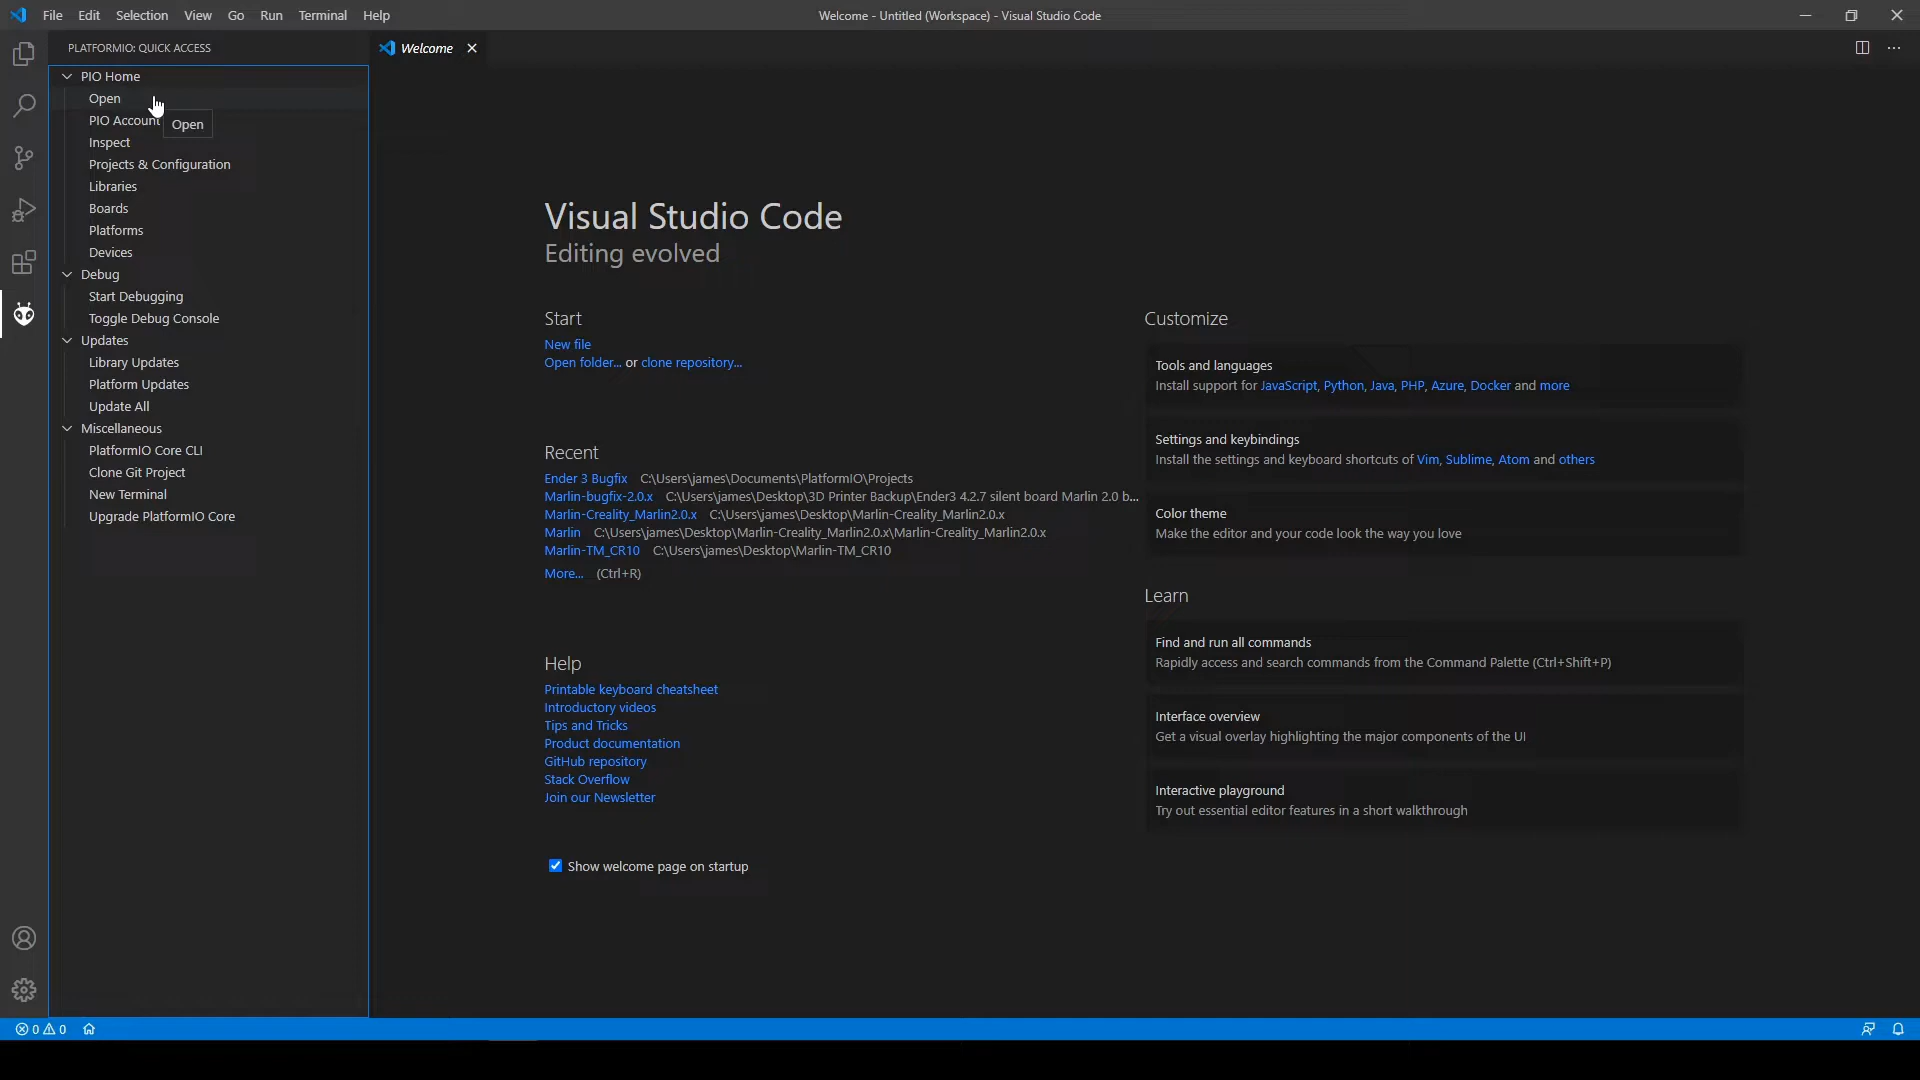 File Edit Selection View Go Run Terminal Help
Welcome - Untitled (Workspace) - Visual Studio Code
PLATFORMIO: QUICK ACCESS
Welcome
PIO Home
Open
PIO Account
Open
Inspect
Projects & Configuration
Libraries
Boards
Platforms
Devices
Debug
Start Debugging
Toggle Debug Console
Updates
Library Updates
Platform Updates
Update All
Miscellaneous
PlatformIO Core CLI
Clone Git Project
New Terminal
Upgrade PlatformIO Core
Visual Studio Code
Editing evolved
Start
New file
Open folder... or clone repository...
Recent
Ender 3 Bugfix C:\Users\james\Documents\PlatformIO\Projects
Marlin-bugfix-2.0.x C:\Users\james\Desktop\3D Printer Backup\Ender3 4.2.7 silent board Marlin 2.0 b...
Marlin-Creality_Marlin2.0.x C:\Users\james\Desktop\Marlin-Creality_Marlin2.0.x
Marlin C:\Users\james\Desktop\Marlin-Creality_Marlin2.0.x\Marlin-Creality_Marlin2.0.x
Marlin-TM_CR10 C:\Users\james\Desktop\Marlin-TM_CR10
More... (Ctrl+R)
Help
Printable keyboard cheatsheet
Introductory videos
Tips and Tricks
Product documentation
GitHub repository
Stack Overflow
Join our Newsletter
Show welcome page on startup
Customize
Tools and languages
Install support for JavaScript, Python, Java, PHP, Azure, Docker and more
Settings and keybindings
Install the settings and keyboard shortcuts of Vim, Sublime, Atom and others
Color theme
Make the editor and your code look the way you love
Learn
Find and run all commands
Rapidly access and search commands from the Command Palette (Ctrl+Shift+P)
Interface overview
Get a visual overlay highlighting the major components of the UI
Interactive playground
Try out essential editor features in a short walkthrough
0 0